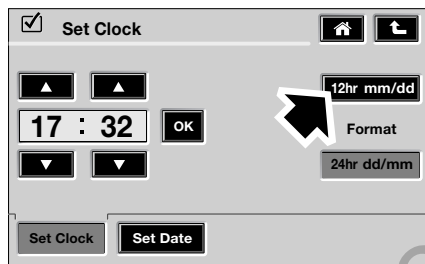 Set Clock
12hr mm/dd
17 : 32
OK
Format
24hr dd/mm
Set Clock
Set Date